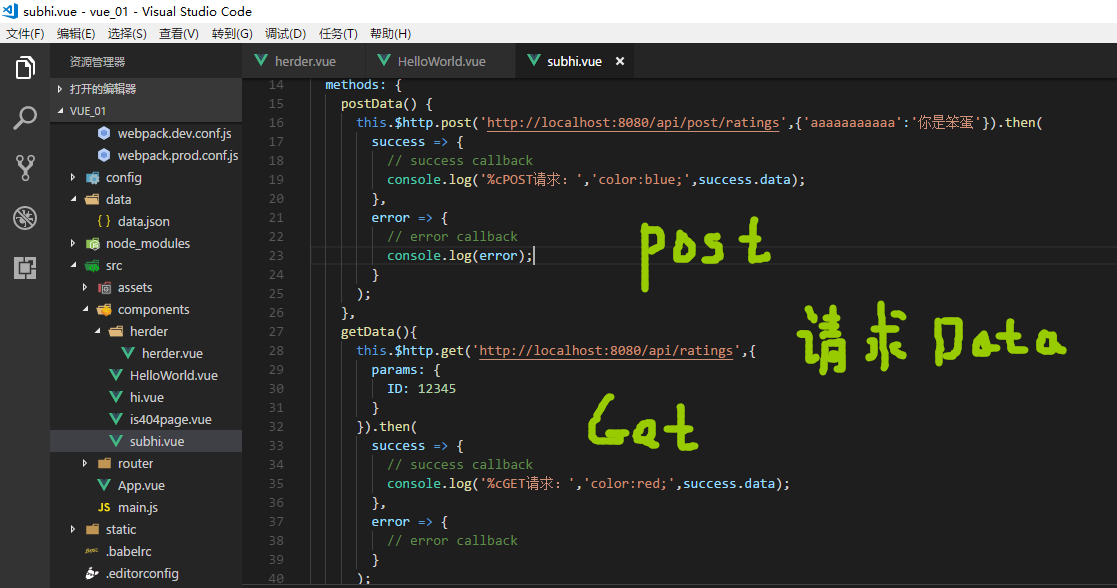 subhi.vue - vue_01 - Visual Studio Code
文件(F) 编辑(E) 选择(S) 查看(V) 转到(G) 调试(D) 任务(T) 帮助(H)
资源管理器
打开的编辑器
VUE_01
webpack.dev.conf.js
webpack.prod.conf.js
config
data
{ } data.json
node_modules
src
assets
components
herder
herder.vue
HelloWorld.vue
hi.vue
is404page.vue
subhi.vue
router
App.vue
JS main.js
static
.babelrc
.editorconfig
herder.vue HelloWorld.vue subhi.vue ×
14 methods: {
15 postData() {
16 this.$http.post('http://localhost:8080/api/post/ratings',{'aaaaaaaaaaa':'你是笨蛋'}).then(
17 success => {
18 // success callback
19 console.log('%cPOST请求: ','color:blue;',success.data);
20 },
21 error => {
22 // error callback
23 console.log(error);
24 }
25 );
26 },
27 getData(){
28 this.$http.get('http://localhost:8080/api/ratings',{
29 params: {
30 ID: 12345
31 }
32 }).then(
33 success => {
34 // success callback
35 console.log('%cGET请求: ','color:red;',success.data);
36 },
37 error => {
38 // error callback
39 }
40 );
post
请求 Data
Gat